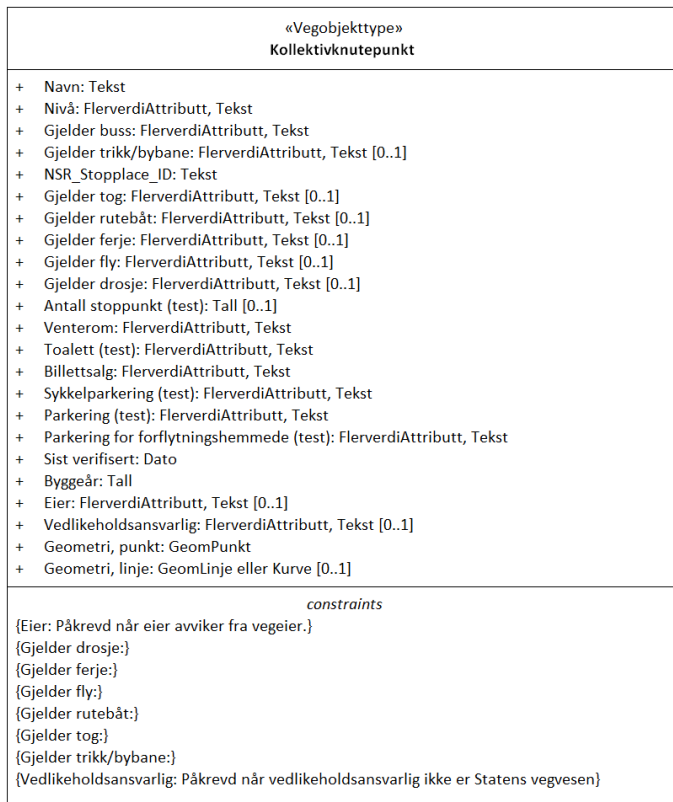 «Vegobjekttype»
Kollektivknutepunkt
+ Navn: Tekst
+ Nivå: FlerverdiAttributt, Tekst
+ Gjelder buss: FlerverdiAttributt, Tekst
+ Gjelder trikk/bybane: FlerverdiAttributt, Tekst [0..1]
+ NSR_Stopplace_ID: Tekst
+ Gjelder tog: FlerverdiAttributt, Tekst [0..1]
+ Gjelder rutebåt: FlerverdiAttributt, Tekst [0..1]
+ Gjelder ferje: FlerverdiAttributt, Tekst [0..1]
+ Gjelder fly: FlerverdiAttributt, Tekst [0..1]
+ Gjelder drosje: FlerverdiAttributt, Tekst [0..1]
+ Antall stoppunkt (test): Tall [0..1]
+ Venterom: FlerverdiAttributt, Tekst
+ Toalett (test): FlerverdiAttributt, Tekst
+ Billettsalg: FlerverdiAttributt, Tekst
+ Sykkelparkering (test): FlerverdiAttributt, Tekst
+ Parkering (test): FlerverdiAttributt, Tekst
+ Parkering for forflytningshemmede (test): FlerverdiAttributt, Tekst
+ Sist verifisert: Dato
+ Byggeår: Tall
+ Eier: FlerverdiAttributt, Tekst [0..1]
+ Vedlikeholdsansvarlig: FlerverdiAttributt, Tekst [0..1]
+ Geometri, punkt: GeomPunkt
+ Geometri, linje: GeomLinje eller Kurve [0..1]
constraints
{Eier: Påkrevd når eier avviker fra vegeier.}
{Gjelder drosje:}
{Gjelder ferje:}
{Gjelder fly:}
{Gjelder rutebåt:}
{Gjelder tog:}
{Gjelder trikk/bybane:}
{Vedlikeholdsansvarlig: Påkrevd når vedlikeholdsansvarlig ikke er Statens vegvesen}